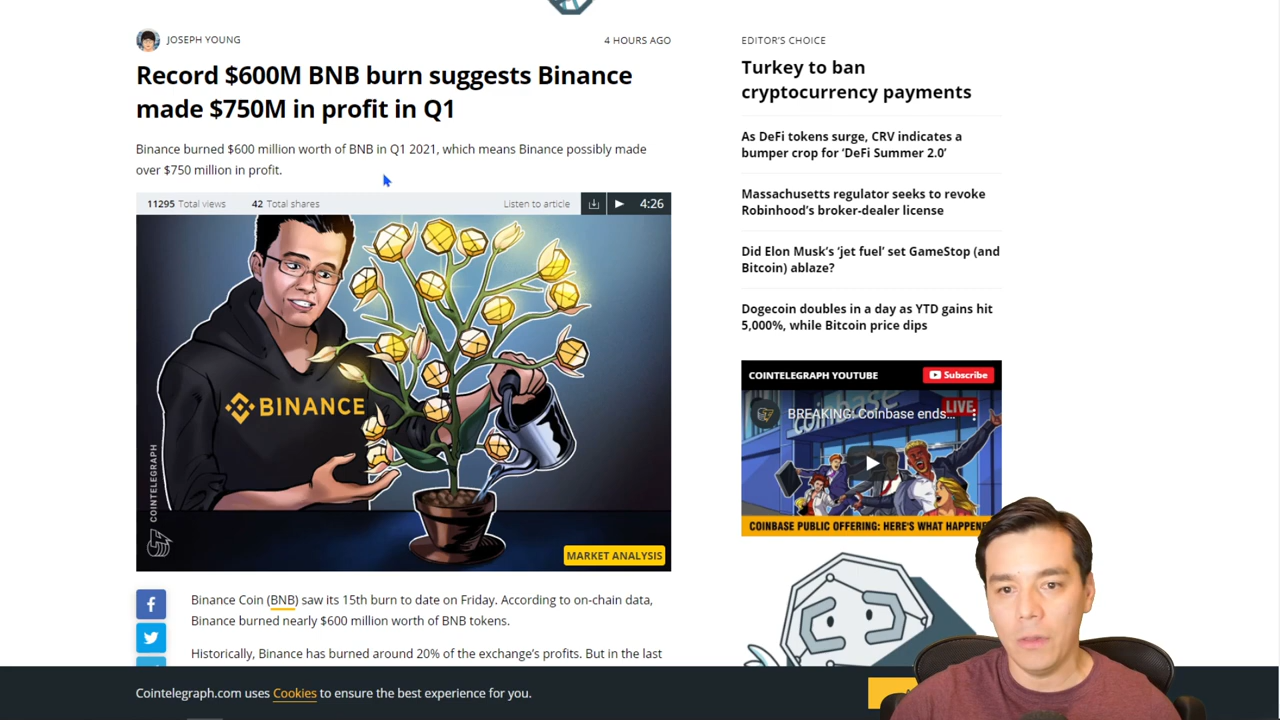 JOSEPH YOUNG
4 HOURS AGO
Record $600M BNB burn suggests Binance
made $750M in profit in Q1
Binance burned $600 million worth of BNB in Q1 2021, which means Binance possibly made
over $750 million in profit.
11295 Total views
42 Total shares
Listen to article
4:26
BINANCE
COINTELEGRAPH
MARKET ANALYSIS
Binance Coin (BNB) saw its 15th burn to date on Friday. According to on-chain data,
Binance burned nearly $600 million worth of BNB tokens.
Historically, Binance has burned around 20% of the exchange's profits. But in the last
EDITOR'S CHOICE
Turkey to ban
cryptocurrency payments
As DeFi tokens surge, CRV indicates a
bumper crop for 'DeFi Summer 2.0'
Massachusetts regulator seeks to revoke
Robinhood's broker-dealer license
Did Elon Musk's 'jet fuel' set GameStop (and
Bitcoin) ablaze?
Dogecoin doubles in a day as YTD gains hit
5,000%, while Bitcoin price dips
COINTELEGRAPH YOUTUBE
Subscribe
BREAKING! Coinbase ends...
LIVE
coinbase
COINBASE PUBLIC OFFERING: HERE'S WHAT HAPPENE
Cointelegraph.com uses Cookies to ensure the best experience for you.